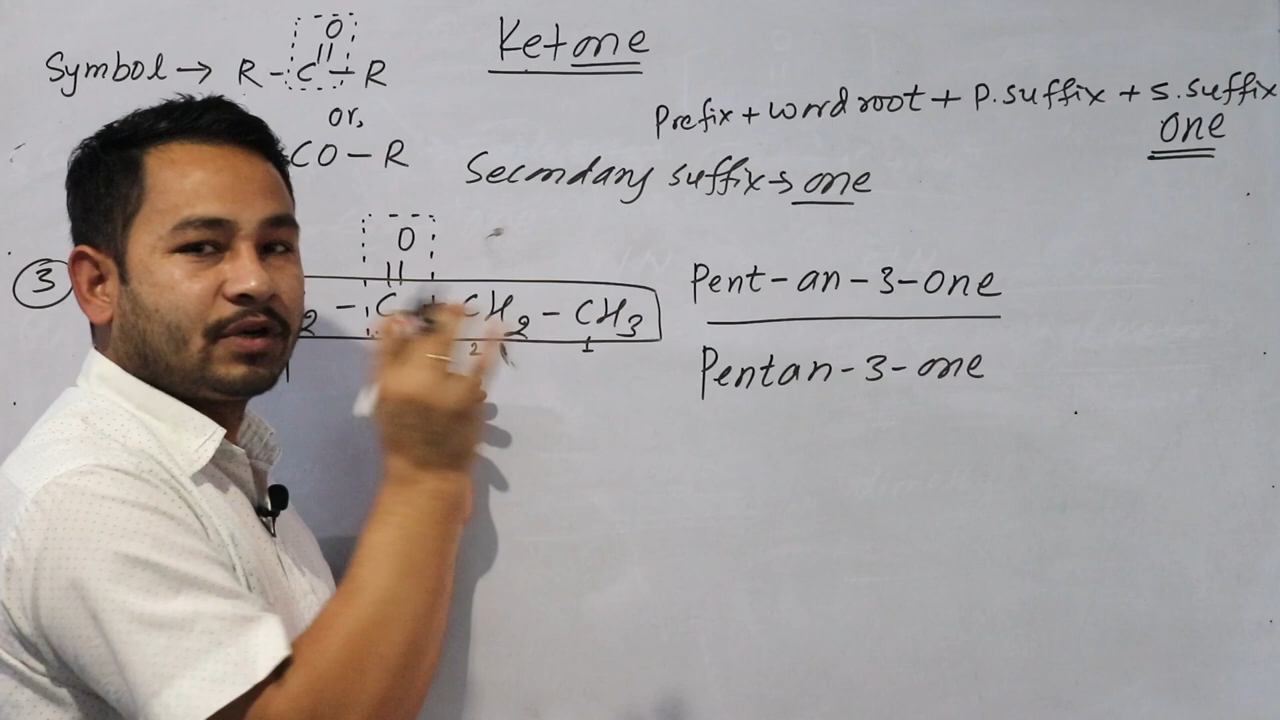 Ketone
O
||
Symbol → R - C - R
or,
CO - R
Prefix + word root + P. suffix + S. suffix
one
Secondary suffix → one
O
||
③ 2 - C - CH2 - CH3
2 1
Pent-an-3-one
Pentan-3-one